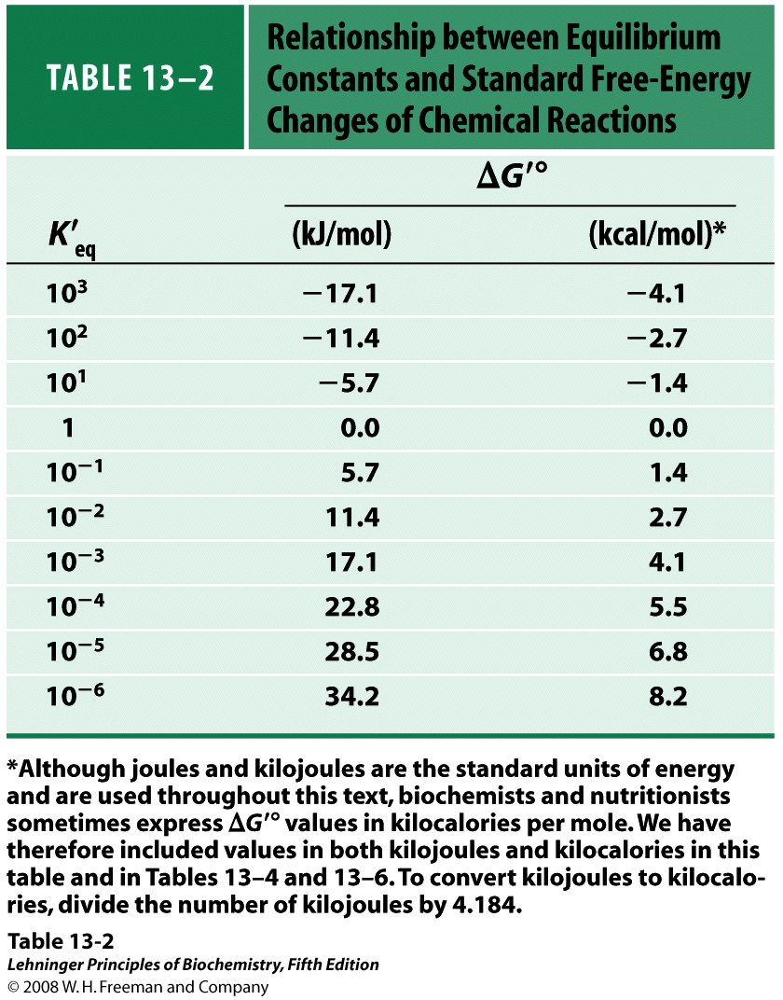 TABLE 13–2
Relationship between Equilibrium
Constants and Standard Free-Energy
Changes of Chemical Reactions
ΔG′°
K′eq (kJ/mol) (kcal/mol)*
10³ −17.1 −4.1
10² −11.4 −2.7
10¹ −5.7 −1.4
1 0.0 0.0
10⁻¹ 5.7 1.4
10⁻² 11.4 2.7
10⁻³ 17.1 4.1
10⁻⁴ 22.8 5.5
10⁻⁵ 28.5 6.8
10⁻⁶ 34.2 8.2
*Although joules and kilojoules are the standard units of energy
and are used throughout this text, biochemists and nutritionists
sometimes express ΔG′° values in kilocalories per mole. We have
therefore included values in both kilojoules and kilocalories in this
table and in Tables 13–4 and 13–6. To convert kilojoules to kilocalo-
ries, divide the number of kilojoules by 4.184.
Table 13-2
Lehninger Principles of Biochemistry, Fifth Edition
© 2008 W. H. Freeman and Company